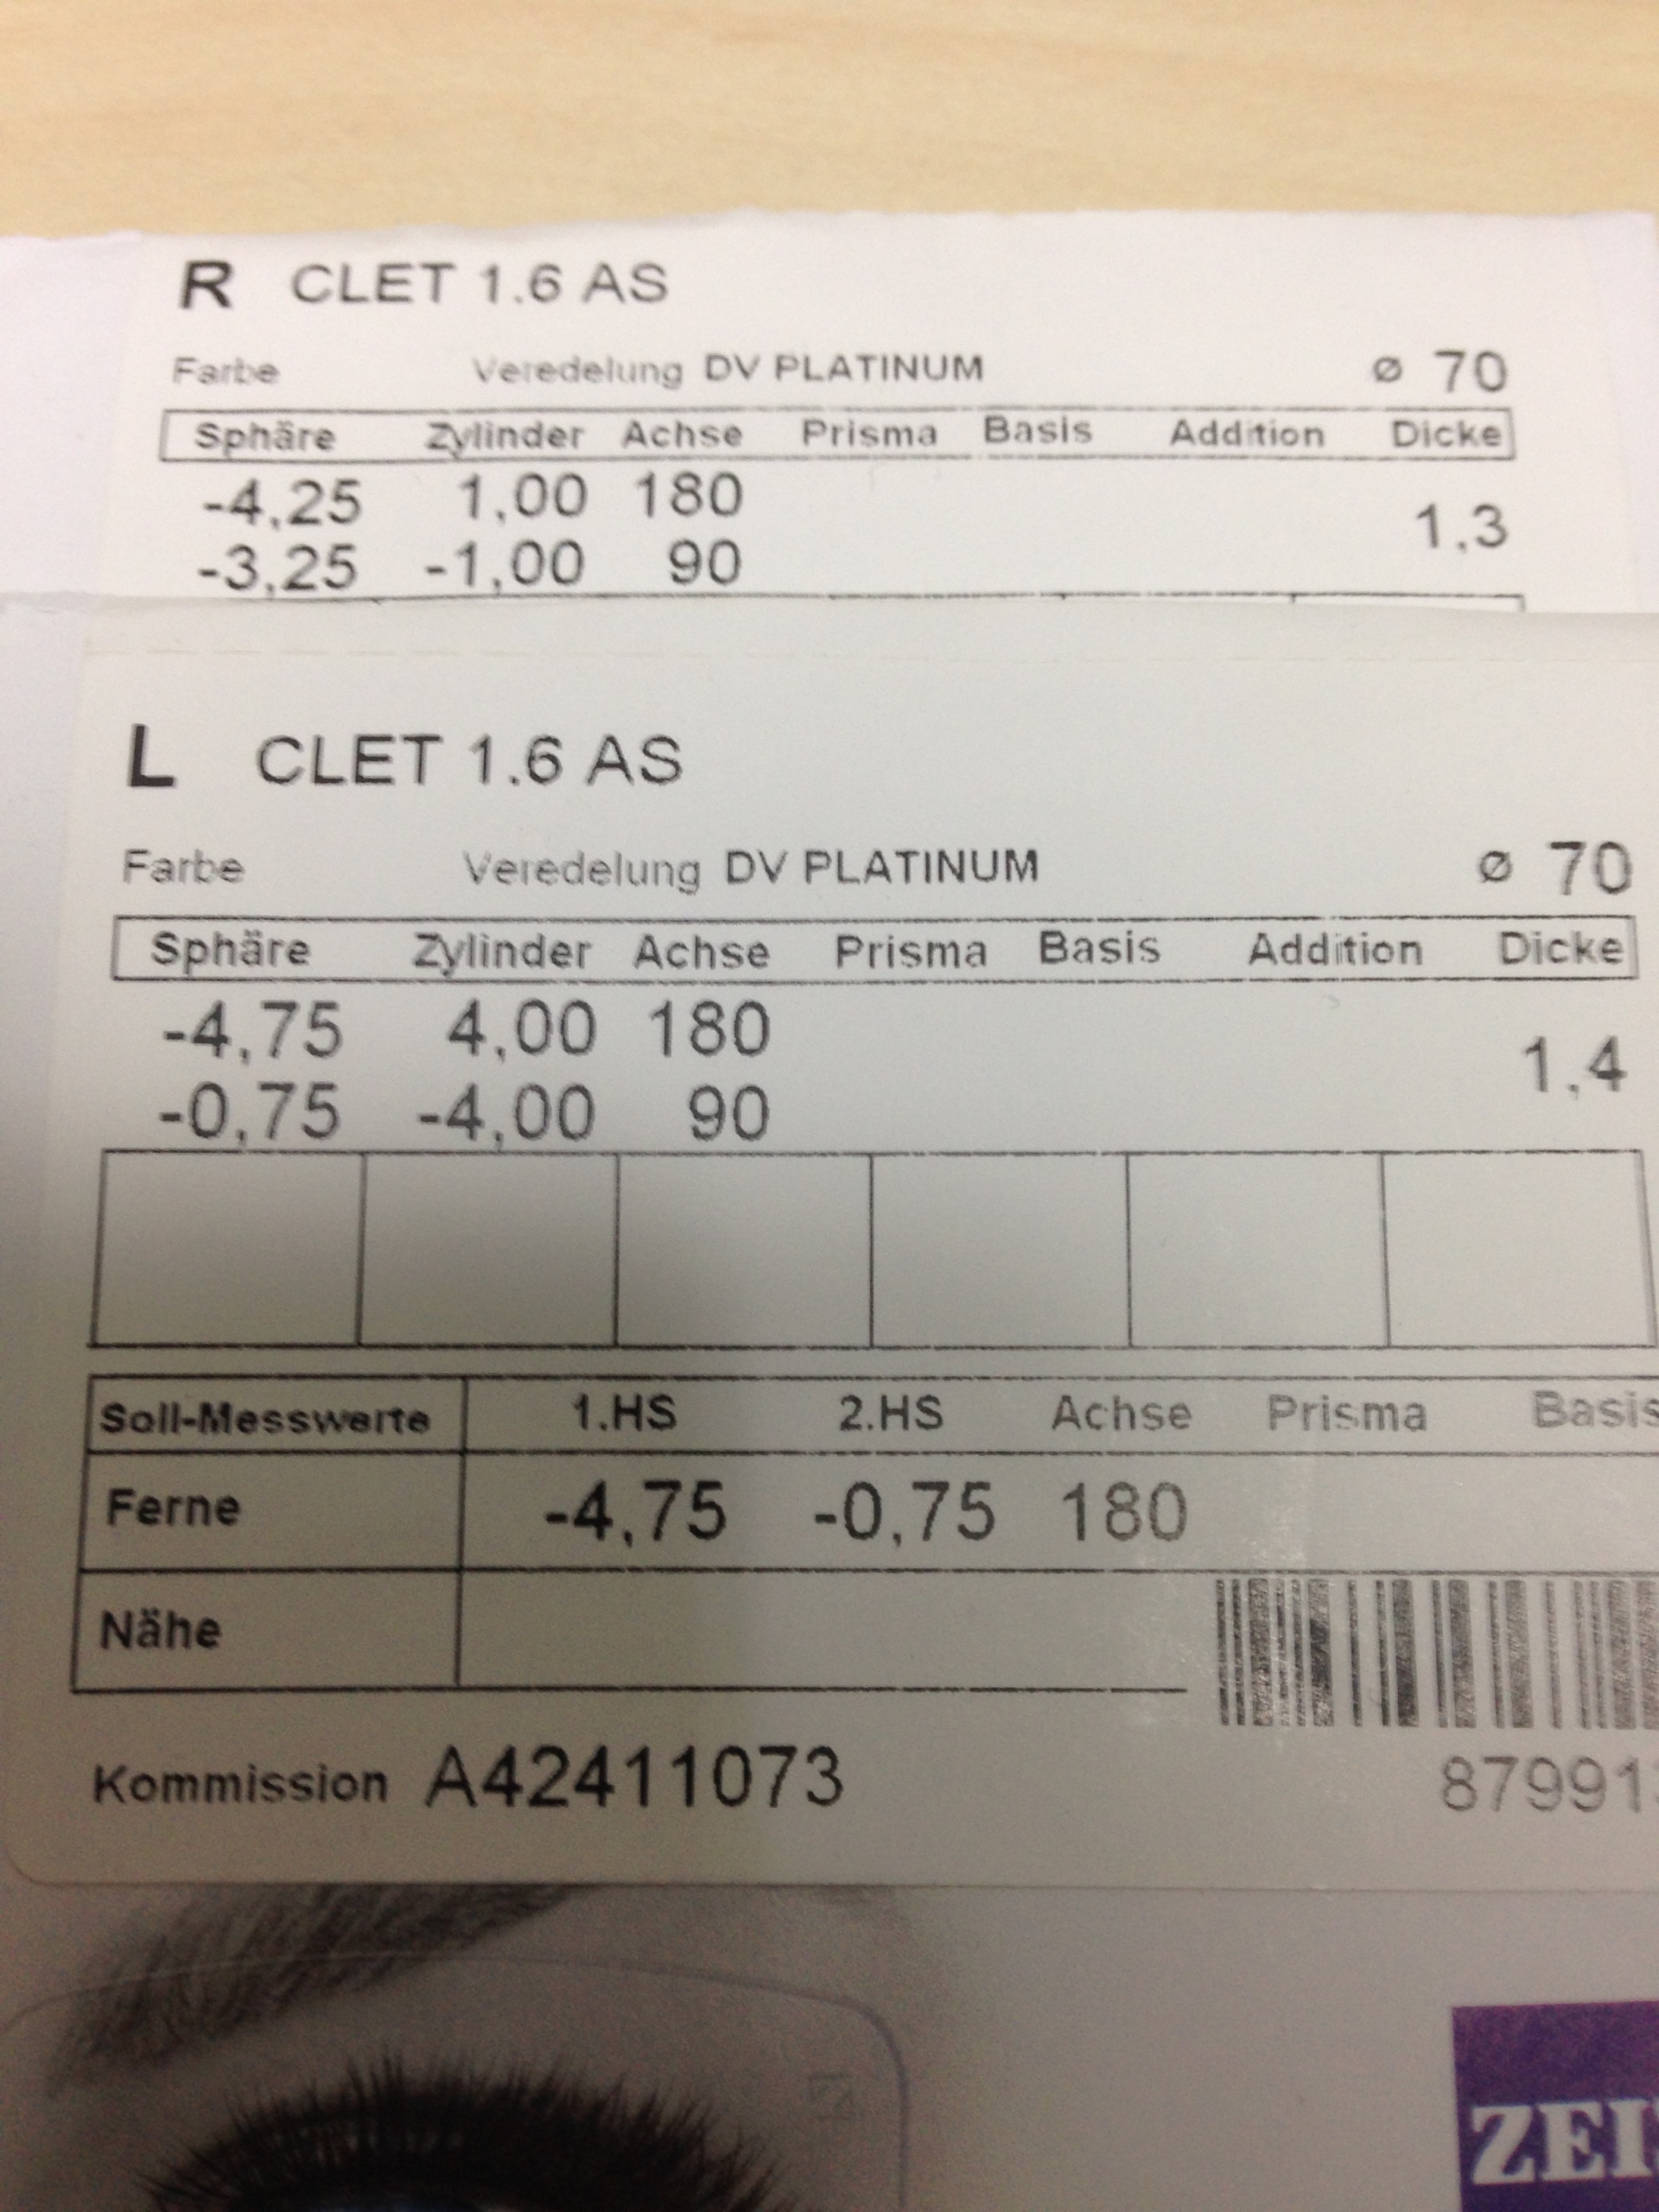 R CLET 1.6 AS
Farbe Veredelung DV PLATINUM ⌀ 70
Sphäre Zylinder Achse Prisma Basis Addition Dicke
-4,25 1,00 180 1,3
-3,25 -1,00 90
L CLET 1.6 AS
Farbe Veredelung DV PLATINUM ⌀ 70
Sphäre Zylinder Achse Prisma Basis Addition Dicke
-4,75 4,00 180 1,4
-0,75 -4,00 90
Soll-Messwerte 1.HS 2.HS Achse Prisma Basis
Ferne -4,75 -0,75 180
Nähe
Kommission A42411073 87991
ZEI